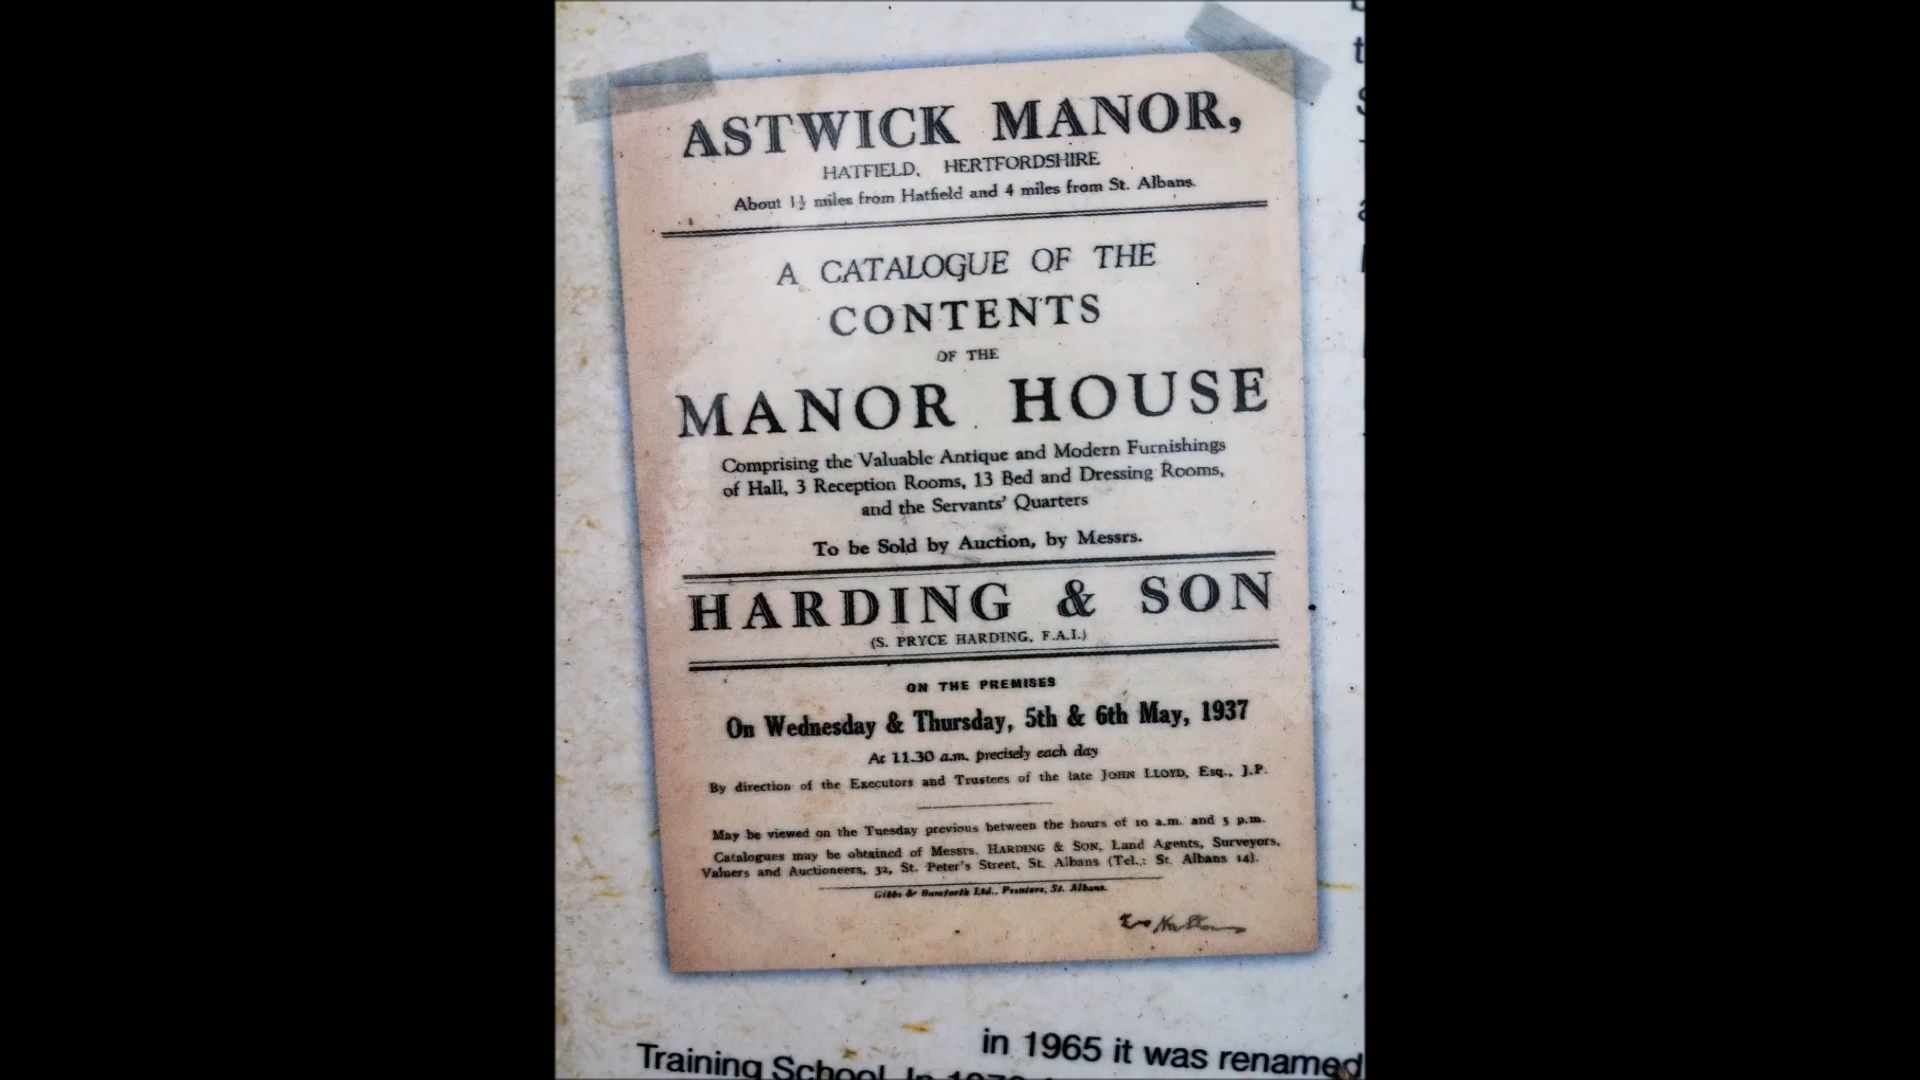 ASTWICK MANOR,
HATFIELD, HERTFORDSHIRE
About 1½ miles from Hatfield and 4 miles from St. Albans.
A CATALOGUE OF THE
CONTENTS
OF THE
MANOR HOUSE
Comprising the Valuable Antique and Modern Furnishings
of Hall, 3 Reception Rooms, 13 Bed and Dressing Rooms,
and the Servants' Quarters
To be Sold by Auction, by Messrs.
HARDING & SON
(S. PRYCE HARDING, F.A.I.)
ON THE PREMISES
On Wednesday & Thursday, 5th & 6th May, 1937
At 11.30 a.m. precisely each day
By direction of the Executors and Trustees of the late JOHN LLOYD, Esq., J.P.
May be viewed on the Tuesday previous between the hours of 10 a.m. and 5 p.m.
Catalogues may be obtained of Messrs. HARDING & SON, Land Agents, Surveyors,
Valuers and Auctioneers, 32, St. Peter's Street, St. Albans (Tel.: St. Albans 14).
Gibbs & Bamforth Ltd., Printers, St. Albans.
in 1965 it was renamed
Training School. In